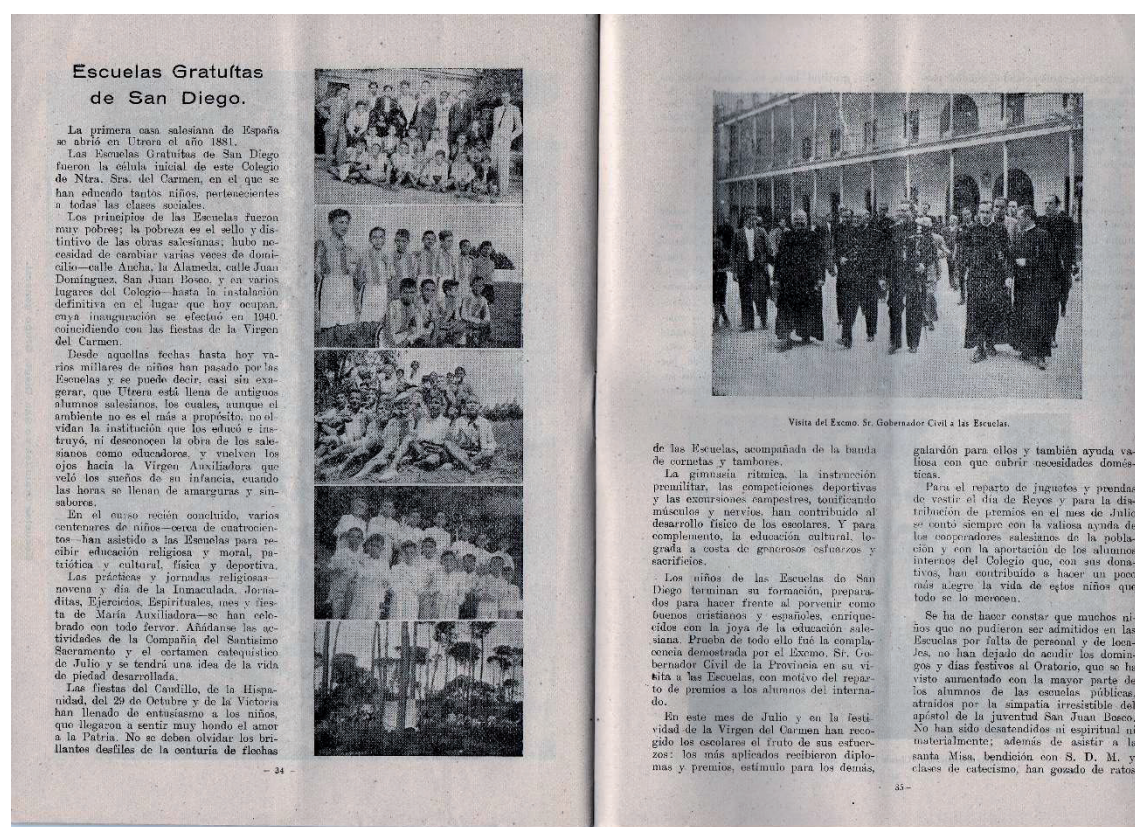 Escuelas Gratuítas
de San Diego.
La primera casa salesiana de España
se abrió en Utrera el año 1881.
Las Escuelas Gratuitas de San Diego
fueron la célula inicial de este Colegio
de Ntra. Sra. del Carmen, en el que se
han educado tantos niños, pertenecientes
a todas las clases sociales.
Los principios de las Escuelas fueron
muy pobres; la pobreza es el sello y dis-
tintivo de las obras salesianas; hubo ne-
cesidad de cambiar varias veces de domi-
cilio—calle Ancha, la Alameda, calle Juan
Domínguez, San Juan Bosco, y en varios
lugares del Colegio—hasta la instalación
definitiva en el lugar que hoy ocupan,
cuya inauguración se efectuó en 1940,
coincidiendo con las fiestas de la Virgen
del Carmen.
Desde aquellas fechas hasta hoy va-
rios millares de niños han pasado por las
Escuelas y se puede decir, casi sin exa-
gerar, que Utrera está llena de antiguos
alumnos salesianos, los cuales, aunque el
ambiente no es el más a propósito, no ol-
vidan la institución que los educó e ins-
truyó, ni desconocen la obra de los sale-
sianos como educadores, y vuelven los
ojos hacia la Virgen Auxiliadora que
veló los sueños de su infancia, cuando
las horas se llenan de amarguras y sin-
sabores.
En el curso recién concluido, varios
centenares de niños—cerca de cuatrocien-
tos—han asistido a las Escuelas para re-
cibir educación religiosa y moral, pa-
triótica y cultural, física y deportiva.
Las prácticas y jornadas religiosas—
novena y día de la Inmaculada, Jorna-
ditas, Ejercicios, Espirituales, mes y fies-
ta de María Auxiliadora—se han cele-
brado con todo fervor. Añádanse las ac-
tividades de la Compañía del Santísimo
Sacramento y el certamen catequístico
de Julio y se tendrá una idea de la vida
de piedad desarrollada.
Las fiestas del Caudillo, de la Hispa-
nidad, del 29 de Octubre y de la Victoria
han llenado de entusiasmo a los niños,
que llegaron a sentir muy hondo el amor
a la Patria. No se deben olvidar los bri-
llantes desfiles de la centuria de flechas
— 34 —
Visita del Excmo. Sr. Gobernador Civil a las Escuelas.
de las Escuelas, acompañada de la banda
de cornetas y tambores.
La gimnasia rítmica, la instrucción
premilitar, las competiciones deportivas
y las excursiones campestres, tonificando
músculos y nervios, han contribuido al
desarrollo físico de los escolares. Y para
complemento, la educación cultural, lo-
grada a costa de generosos esfuerzos y
sacrificios.
Los niños de las Escuelas de San
Diego terminan su formación, prepara-
dos para hacer frente al porvenir como
buenos cristianos y españoles, enrique-
cidos con la joya de la educación sale-
siana. Prueba de todo ello fué la compla-
cencia demostrada por el Excmo. Sr. Go-
bernador Civil de la Provincia en su vi-
sita a las Escuelas, con motivo del repar-
to de premios a los alumnos del interna-
do.
En este mes de Julio y en la festi-
vidad de la Virgen del Carmen han reco-
gido los escolares el fruto de sus esfuer-
zos: los más aplicados recibieron diplo-
mas y premios, estímulo para los demás,
galardón para ellos y también ayuda va-
liosa con que cubrir necesidades domés-
ticas.
Para el reparto de juguetes y prendas
de vestir el día de Reyes y para la dis-
tribución de premios en el mes de Julio
se contó siempre con la valiosa ayuda de
los cooperadores salesianos de la pobla-
ción y con la aportación de los alumnos
internos del Colegio que, con sus dona-
tivos, han contribuido a hacer un poco
más alegre la vida de estos niños que
todo se lo merecen.
Se ha de hacer constar que muchos ni-
ños que no pudieron ser admitidos en las
Escuelas por falta de personal y de loca-
les, no han dejado de acudir los domin-
gos y días festivos al Oratorio, que se ha
visto aumentado con la mayor parte de
los alumnos de las escuelas públicas,
atraídos por la simpatía irresistible del
apóstol de la juventud San Juan Bosco.
No han sido desatendidos ni espiritual ni
materialmente; además de asistir a la
santa Misa, bendición con S. D. M. y
clases de catecismo, han gozado de ratos
35 —